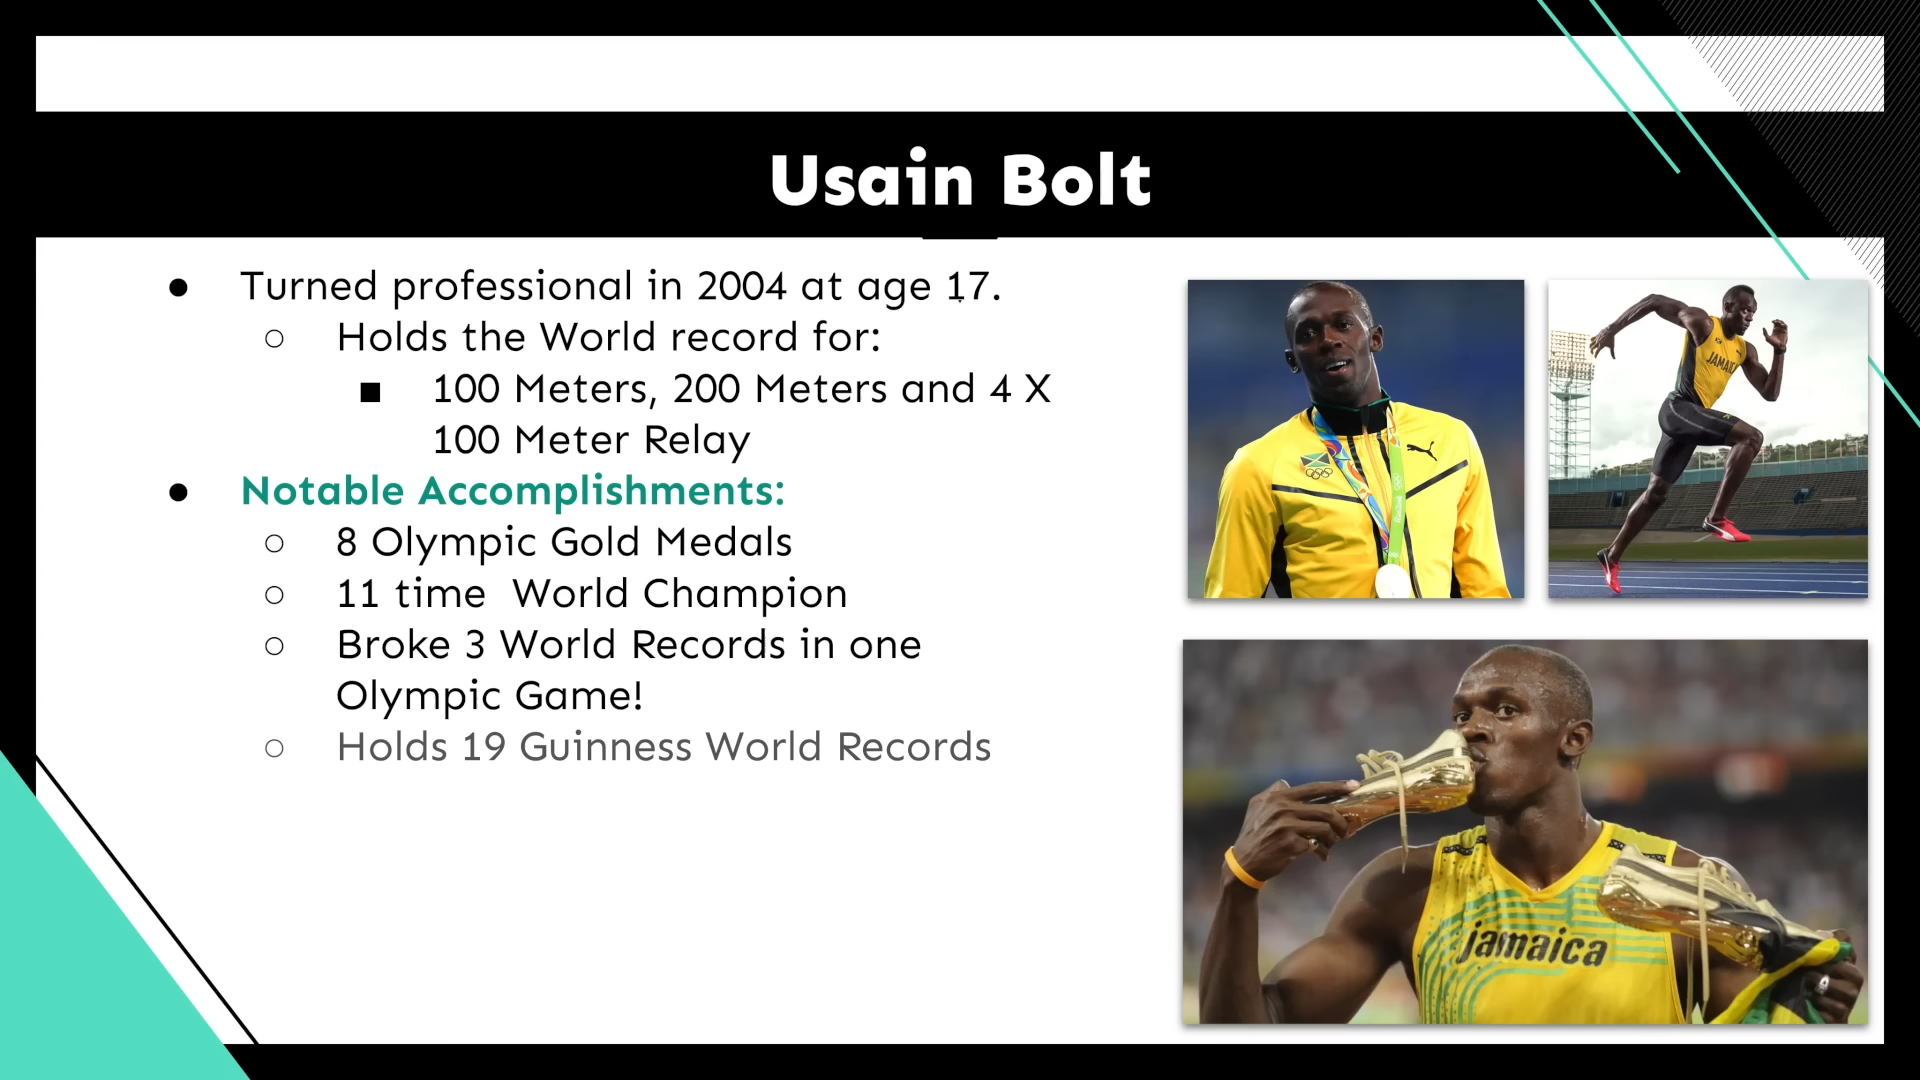 Usain Bolt
● Turned professional in 2004 at age 17.
○ Holds the World record for:
■ 100 Meters, 200 Meters and 4 X
100 Meter Relay
● Notable Accomplishments:
○ 8 Olympic Gold Medals
○ 11 time  World Champion
○ Broke 3 World Records in one
Olympic Game!
○ Holds 19 Guinness World Records
JAMAICA
jamaica